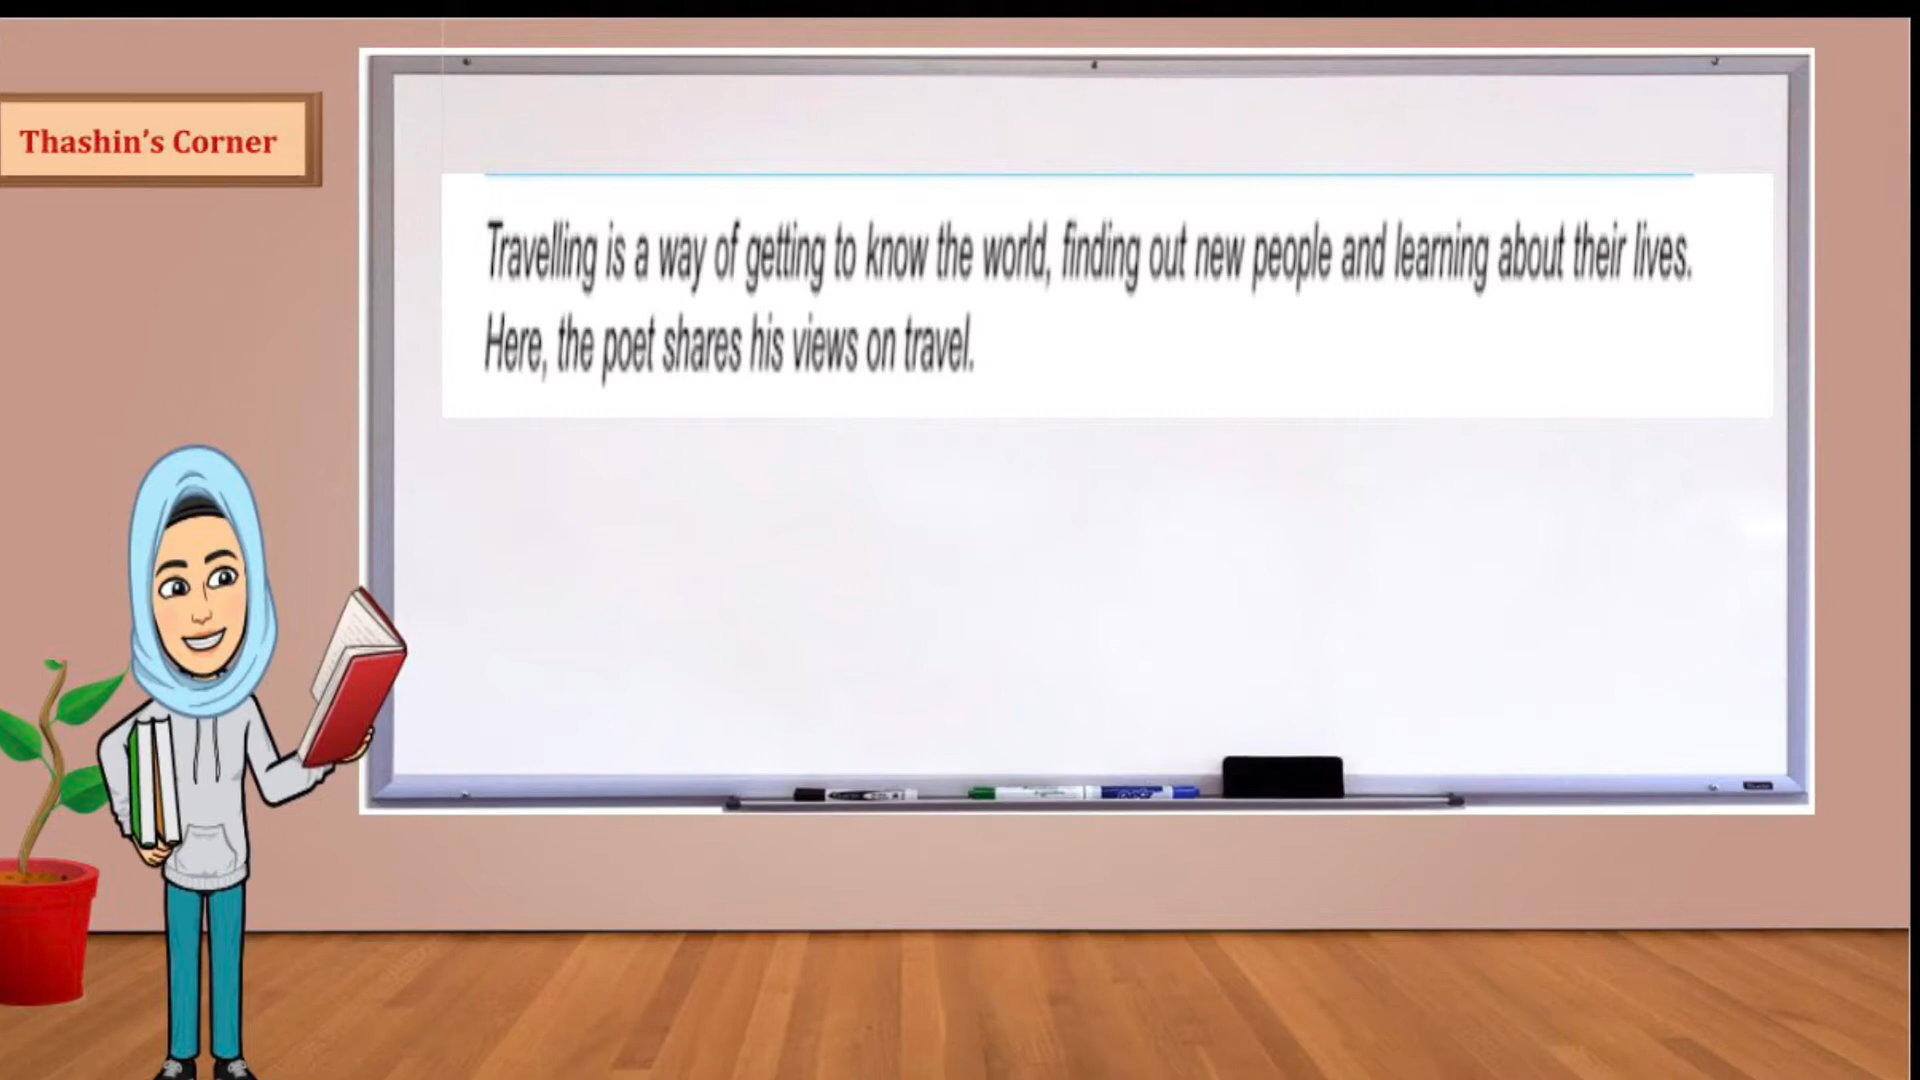 Thashin's Corner
Travelling is a way of getting to know the world, finding out new people and learning about their lives.
Here, the poet shares his views on travel.